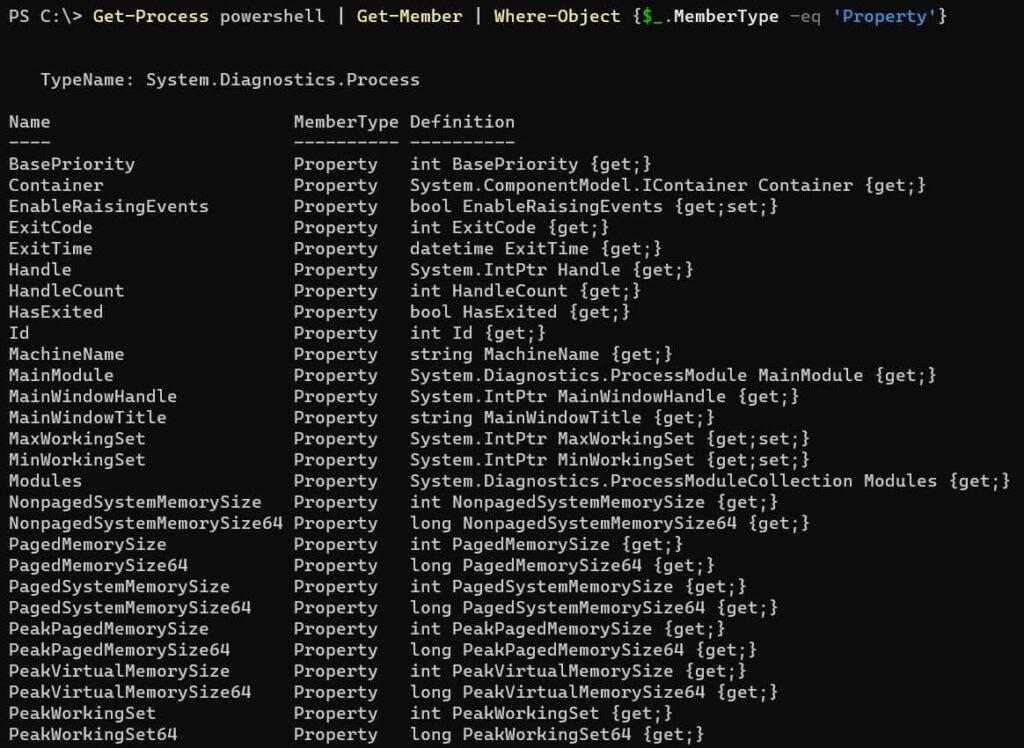 PS C:\> Get-Process powershell | Get-Member | Where-Object {$_.MemberType -eq 'Property'}
TypeName: System.Diagnostics.Process
Name MemberType Definition
---- ---------- ----------
BasePriority Property int BasePriority {get;}
Container Property System.ComponentModel.IContainer Container {get;}
EnableRaisingEvents Property bool EnableRaisingEvents {get;set;}
ExitCode Property int ExitCode {get;}
ExitTime Property datetime ExitTime {get;}
Handle Property System.IntPtr Handle {get;}
HandleCount Property int HandleCount {get;}
HasExited Property bool HasExited {get;}
Id Property int Id {get;}
MachineName Property string MachineName {get;}
MainModule Property System.Diagnostics.ProcessModule MainModule {get;}
MainWindowHandle Property System.IntPtr MainWindowHandle {get;}
MainWindowTitle Property string MainWindowTitle {get;}
MaxWorkingSet Property System.IntPtr MaxWorkingSet {get;set;}
MinWorkingSet Property System.IntPtr MinWorkingSet {get;set;}
Modules Property System.Diagnostics.ProcessModuleCollection Modules {get;}
NonpagedSystemMemorySize Property int NonpagedSystemMemorySize {get;}
NonpagedSystemMemorySize64 Property long NonpagedSystemMemorySize64 {get;}
PagedMemorySize Property int PagedMemorySize {get;}
PagedMemorySize64 Property long PagedMemorySize64 {get;}
PagedSystemMemorySize Property int PagedSystemMemorySize {get;}
PagedSystemMemorySize64 Property long PagedSystemMemorySize64 {get;}
PeakPagedMemorySize Property int PeakPagedMemorySize {get;}
PeakPagedMemorySize64 Property long PeakPagedMemorySize64 {get;}
PeakVirtualMemorySize Property int PeakVirtualMemorySize {get;}
PeakVirtualMemorySize64 Property long PeakVirtualMemorySize64 {get;}
PeakWorkingSet Property int PeakWorkingSet {get;}
PeakWorkingSet64 Property long PeakWorkingSet64 {get;}